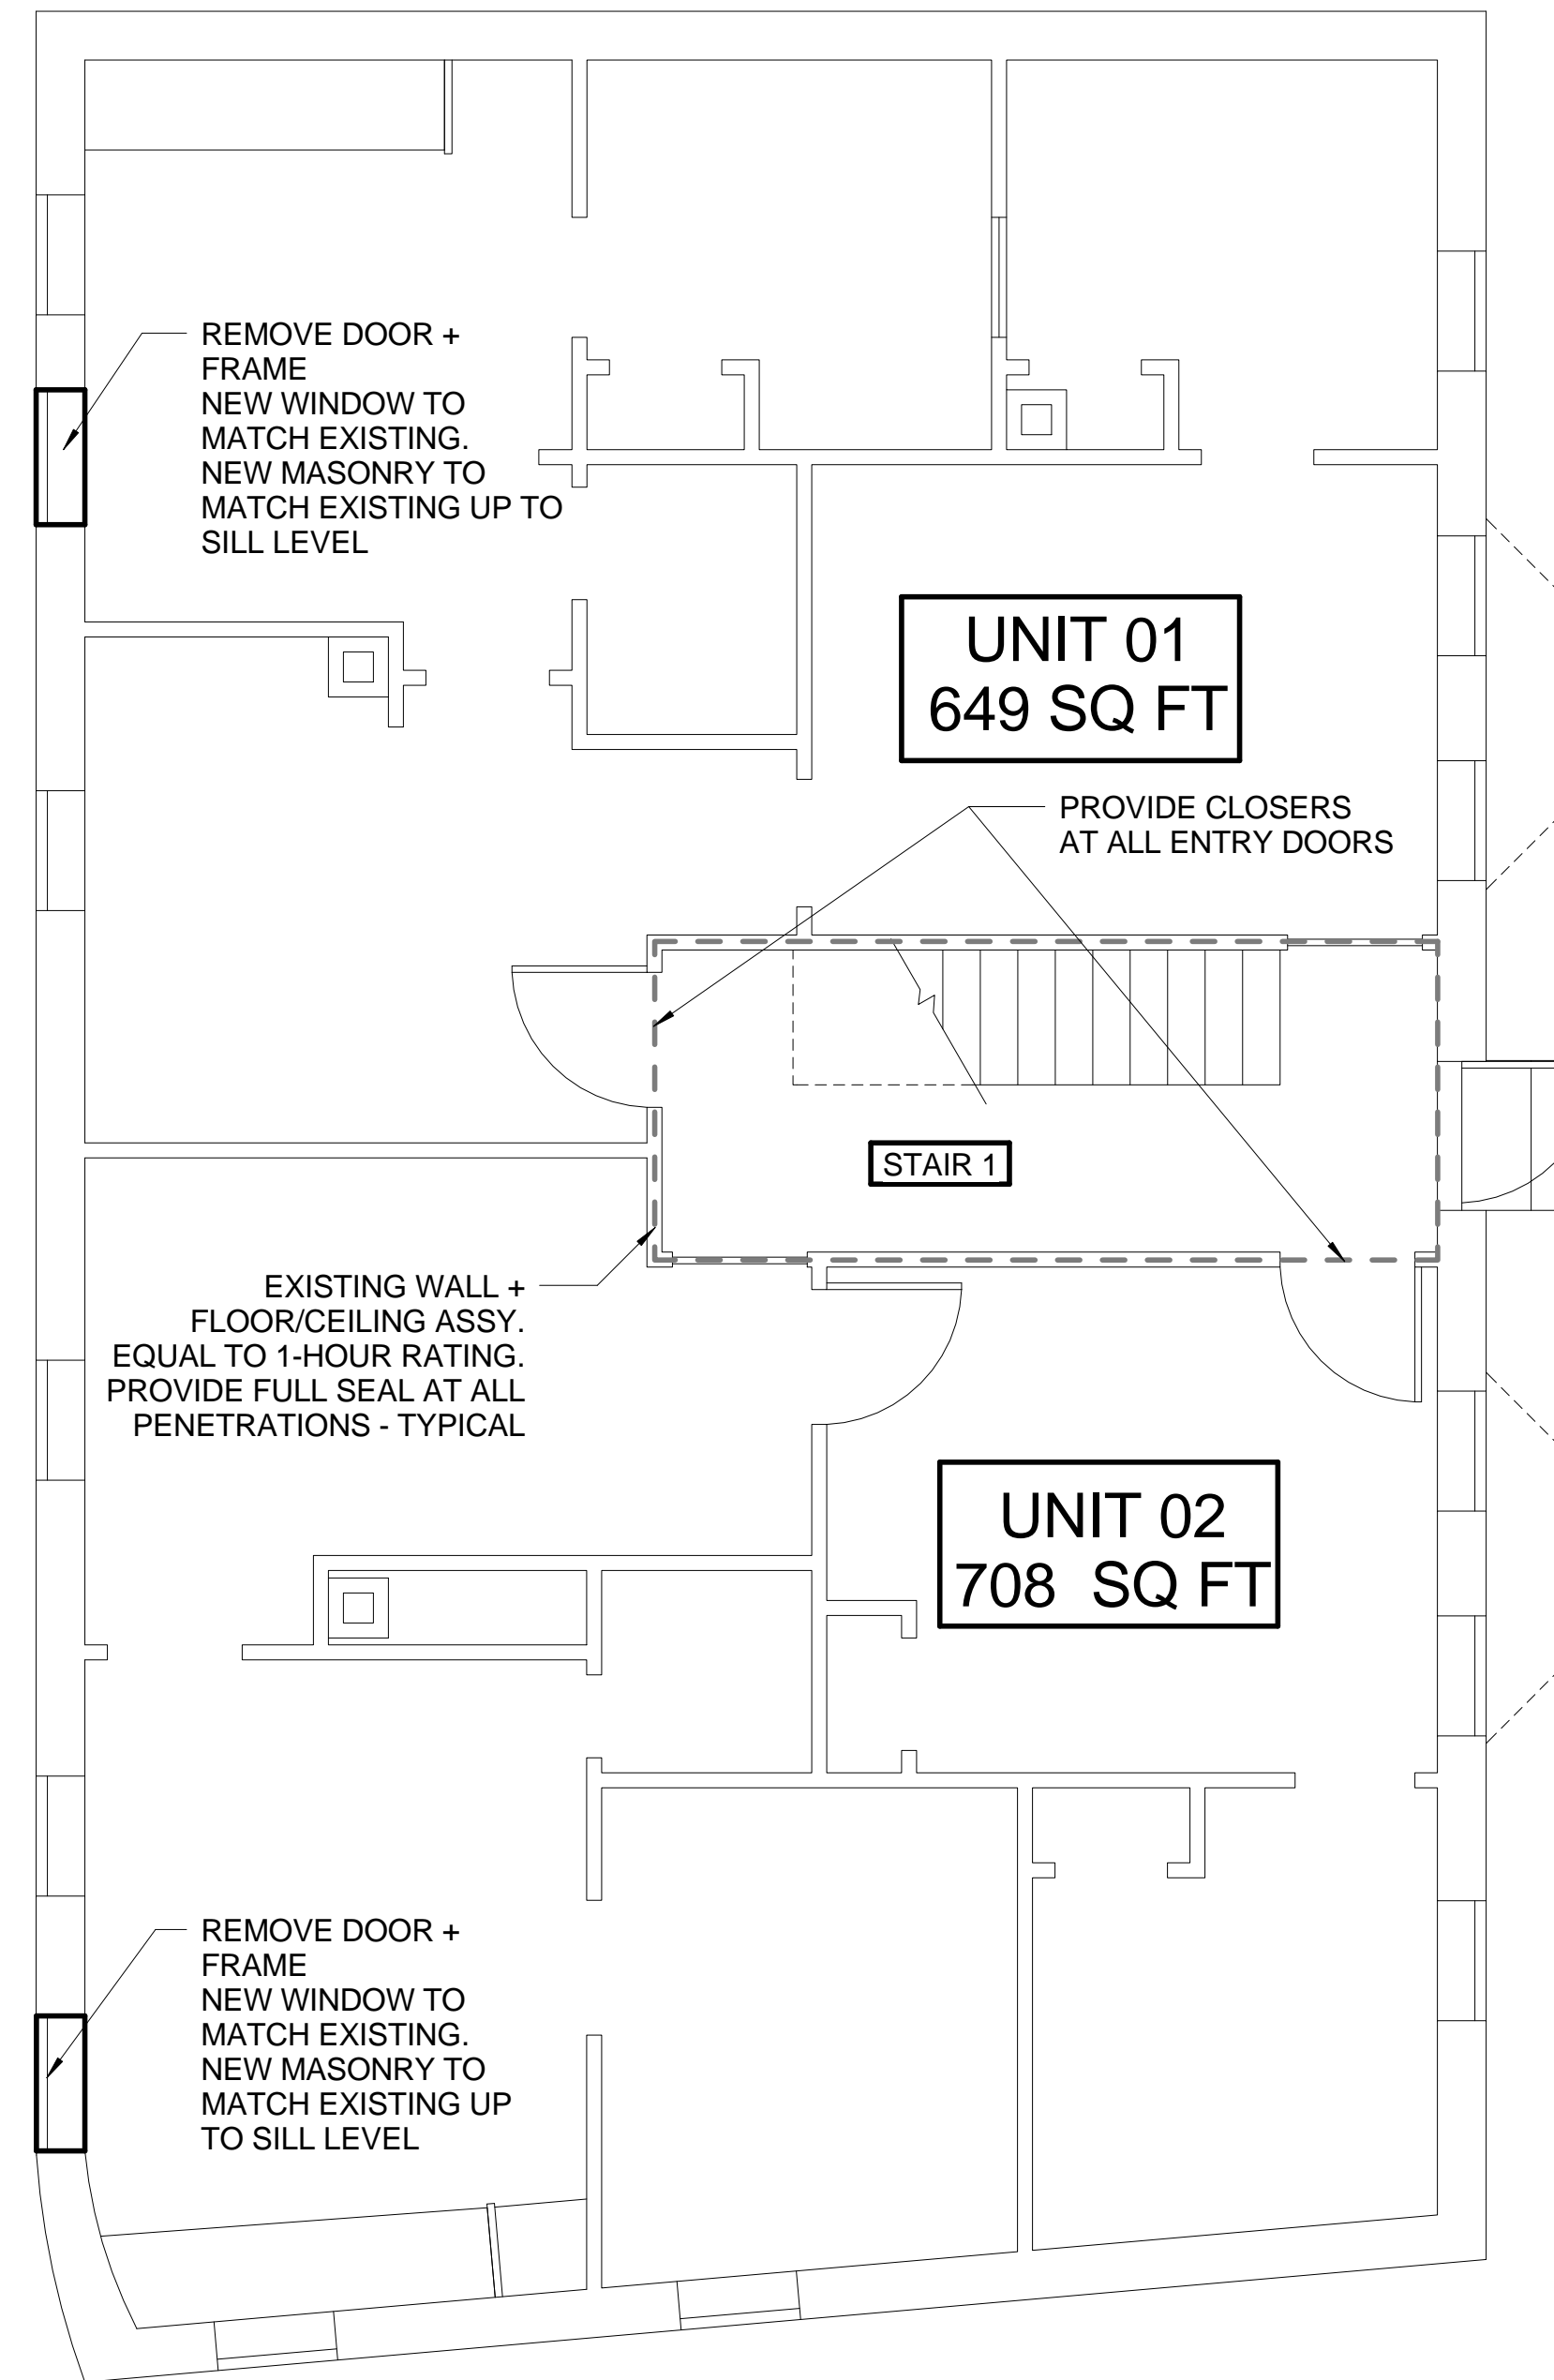 REMOVE DOOR +
FRAME
NEW WINDOW TO
MATCH EXISTING.
NEW MASONRY TO
MATCH EXISTING UP TO
SILL LEVEL
UNIT 01
649 SQ FT
PROVIDE CLOSERS
AT ALL ENTRY DOORS
STAIR 1
EXISTING WALL +
FLOOR/CEILING ASSY.
EQUAL TO 1-HOUR RATING.
PROVIDE FULL SEAL AT ALL
PENETRATIONS - TYPICAL
UNIT 02
708 SQ FT
REMOVE DOOR +
FRAME
NEW WINDOW TO
MATCH EXISTING.
NEW MASONRY TO
MATCH EXISTING UP
TO SILL LEVEL